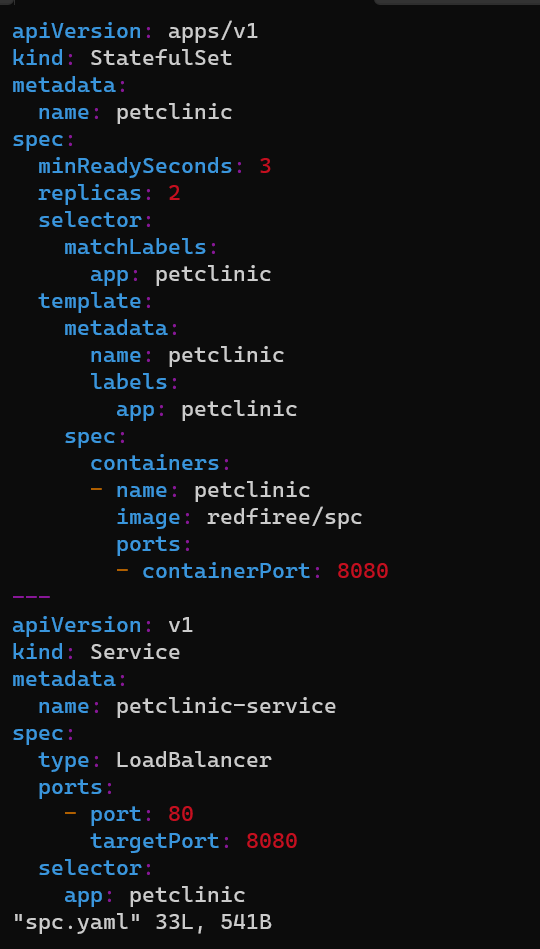 apiVersion: apps/v1
kind: StatefulSet
metadata:
  name: petclinic
spec:
  minReadySeconds: 3
  replicas: 2
  selector:
    matchLabels:
      app: petclinic
  template:
    metadata:
      name: petclinic
      labels:
        app: petclinic
    spec:
      containers:
      - name: petclinic
        image: redfiree/spc
        ports:
        - containerPort: 8080
---
apiVersion: v1
kind: Service
metadata:
  name: petclinic-service
spec:
  type: LoadBalancer
  ports:
    - port: 80
      targetPort: 8080
  selector:
    app: petclinic
"spc.yaml" 33L, 541B